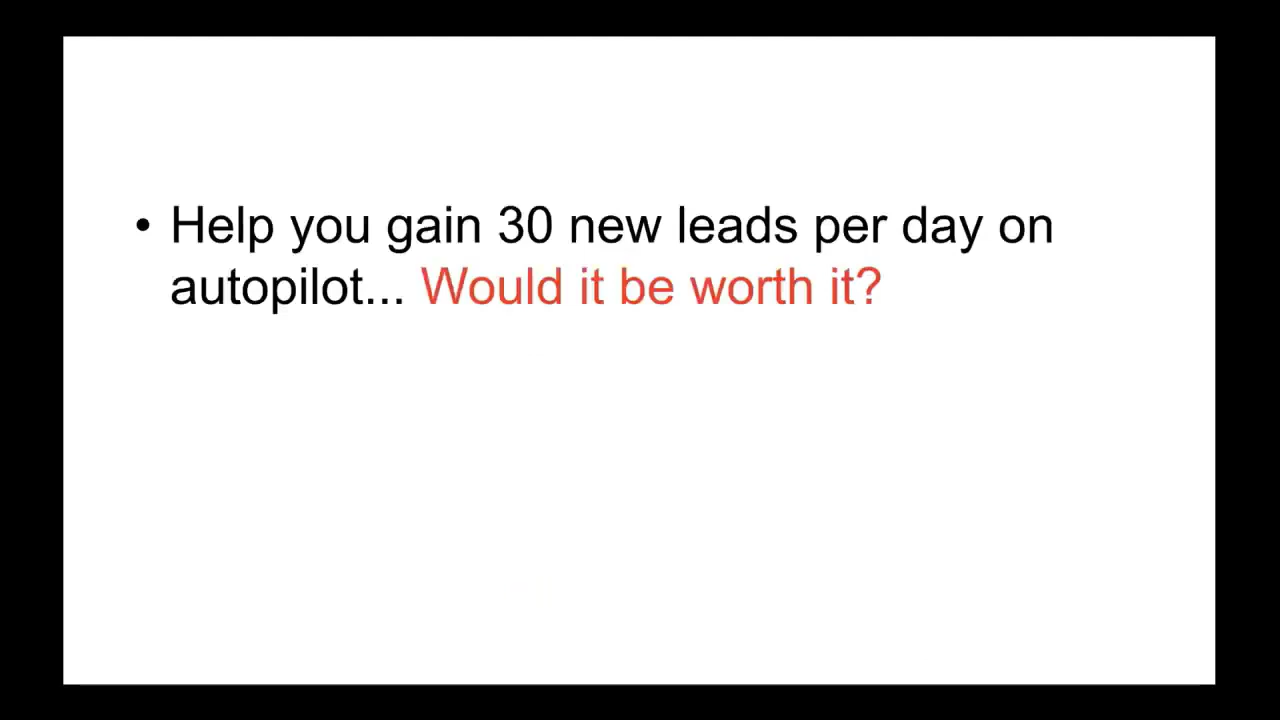 • Help you gain 30 new leads per day on
autopilot... Would it be worth it?